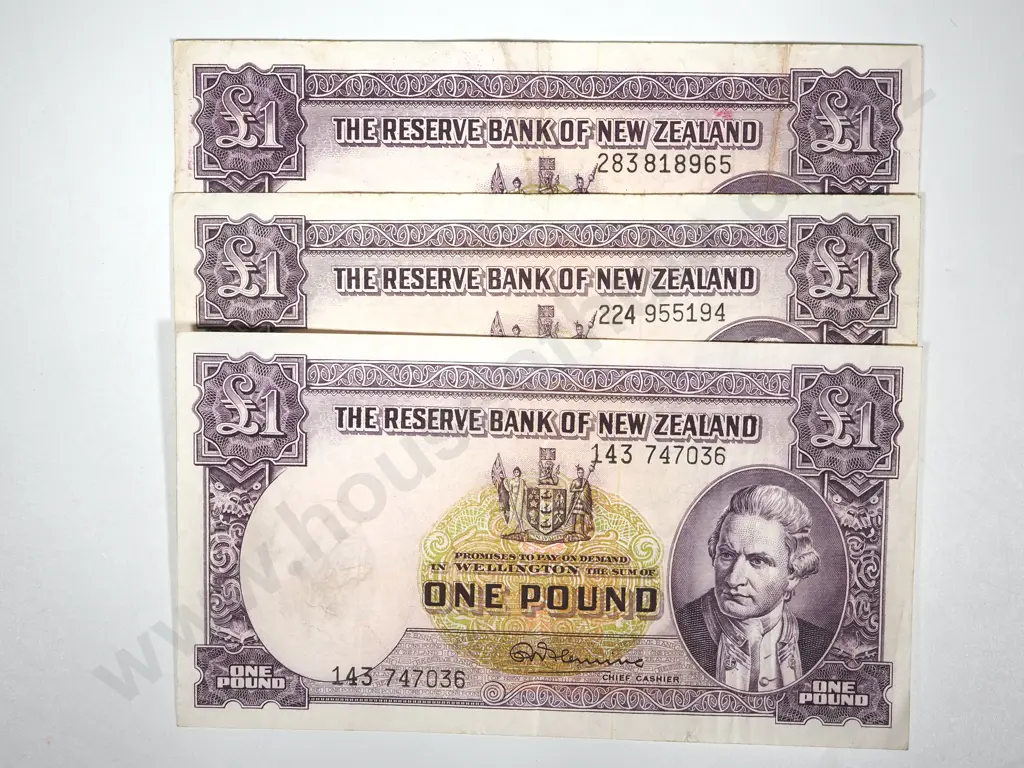 £1 £1
THE RESERVE BANK OF NEW ZEALAND
283818965
£1 £1
THE RESERVE BANK OF NEW ZEALAND
224 955194
£1 £1
THE RESERVE BANK OF NEW ZEALAND
143 747036
PROMISES TO PAY ON DEMAND
IN WELLINGTON THE SUM OF
ONE POUND
143 747036
CHIEF CASHIER
ONE
POUND
ONE
POUND